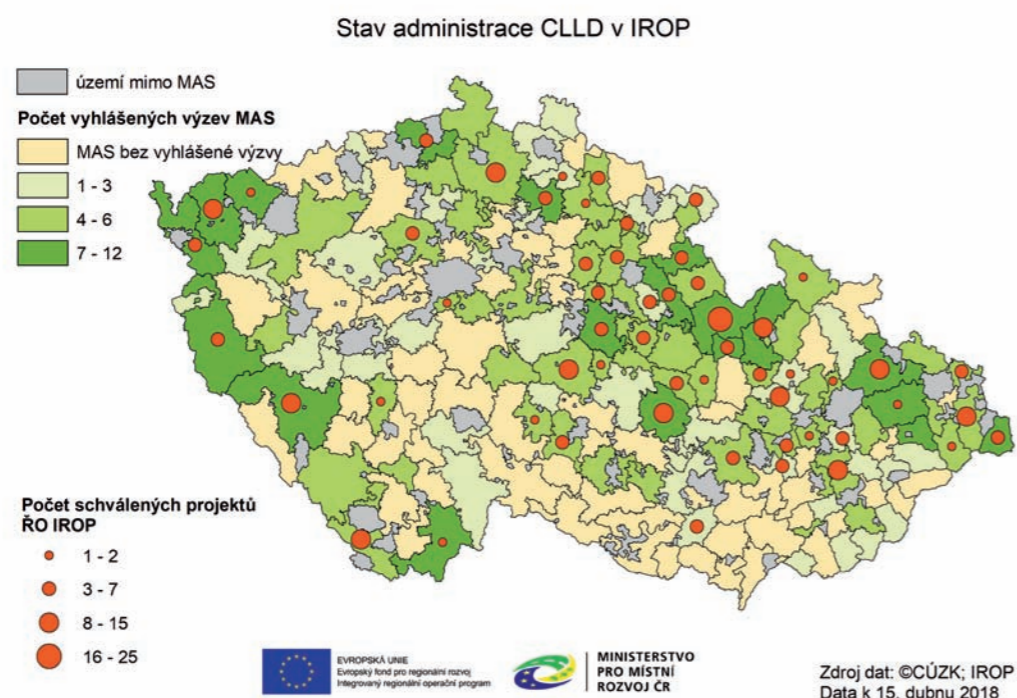 Stav administrace CLLD v IROP
území mimo MAS
Počet vyhlášených výzev MAS
MAS bez vyhlášené výzvy
1 - 3
4 - 6
7 - 12
Počet schválených projektů
ŘO IROP
1 - 2
3 - 7
8 - 15
16 - 25
EVROPSKÁ UNIE
Evropský fond pro regionální rozvoj
Integrovaný regionální operační program
MINISTERSTVO
PRO MÍSTNÍ
ROZVOJ ČR
Zdroj dat: ©CÚZK; IROP
Data k 15. dubnu 2018